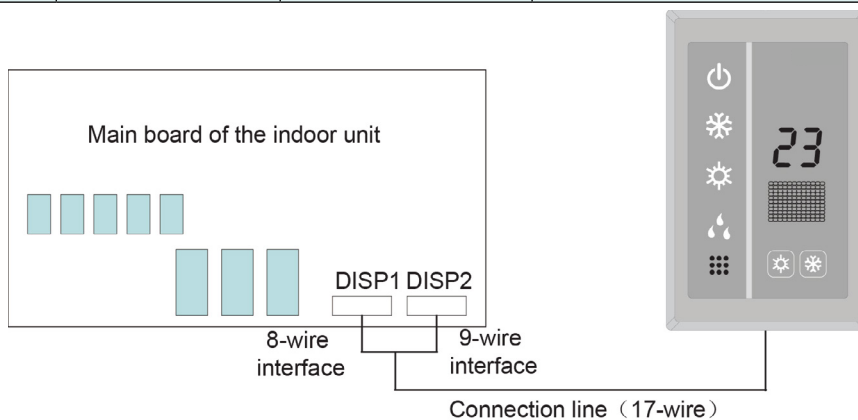 Main board of the indoor unit
23
DISP1 DISP2
8-wire
interface
9-wire
interface
Connection line（17-wire）